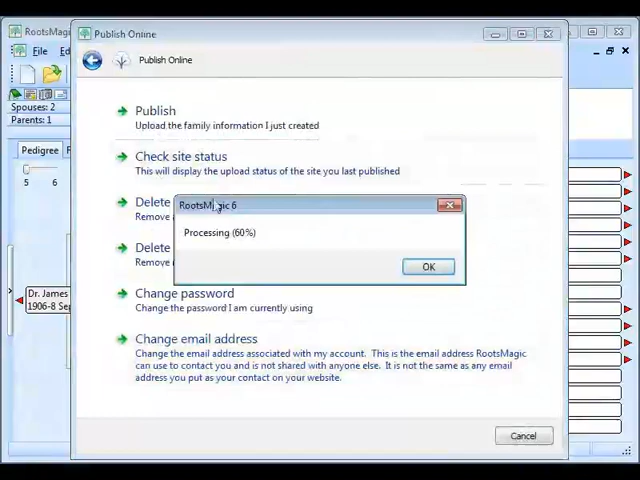 RootsMagic
Publish Online
File
Publish Online
Spouses: 2
Parents: 1
Publish
Upload the family information I just created
Pedigree
5 6
Check site status
This will display the upload status of the site you last published
Delete
RootsMagic 6
Processing (60%)
OK
Delete
Dr. James
1906-8 Sep
Change password
Change the password I am currently using
Change email address
Change the email address associated with my account. This is the email address RootsMagic
can use to contact you and is not shared with anyone else. It is not the same as any email
address you put as your contact on your website.
Cancel